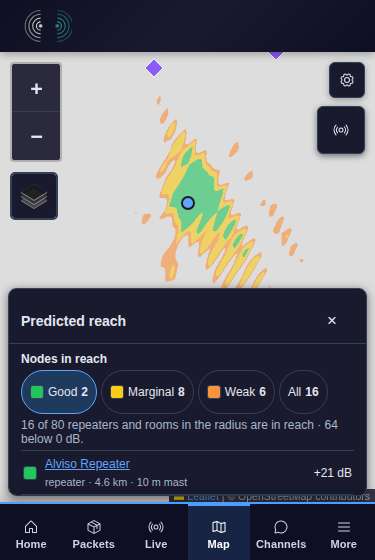 +
−
Predicted reach
×
Nodes in reach
Good 2
Marginal 8
Weak 6
All 16
16 of 80 repeaters and rooms in the radius are in reach · 64
below 0 dB.
Alviso Repeater
repeater · 4.6 km · 10 m mast
+21 dB
Leaflet | © OpenStreetMap contributors
Home
Packets
Live
Map
Channels
More